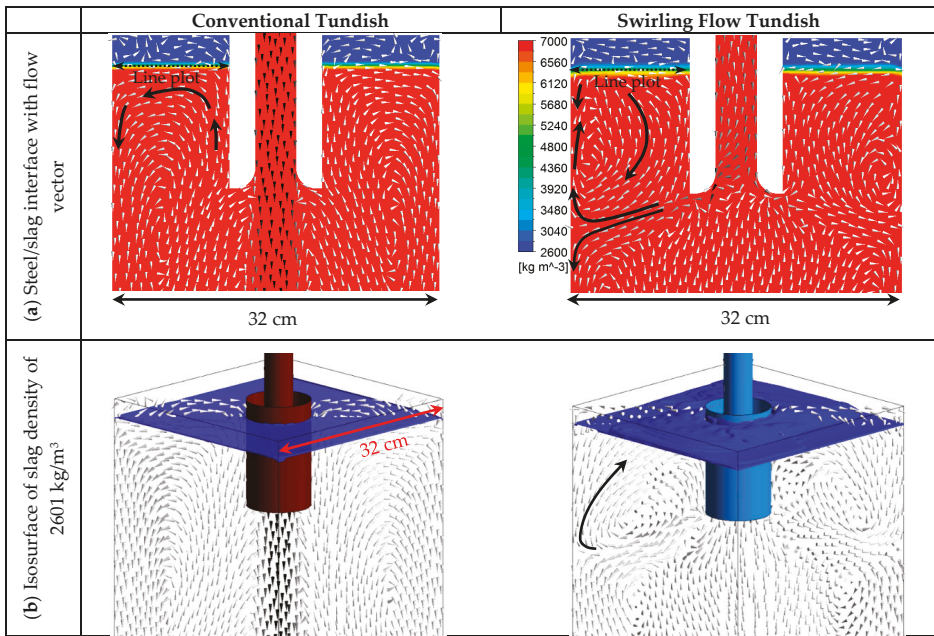 Conventional Tundish
Swirling Flow Tundish
(a) Steel/slag interface with flow
vector
Line plot
32 cm
7000
6560
6120
5680
5240
4800
4360
3920
3480
3040
2600
[kg m^-3]
Line plot
32 cm
(b) Isosurface of slag density of
2601 kg/m³
32 cm